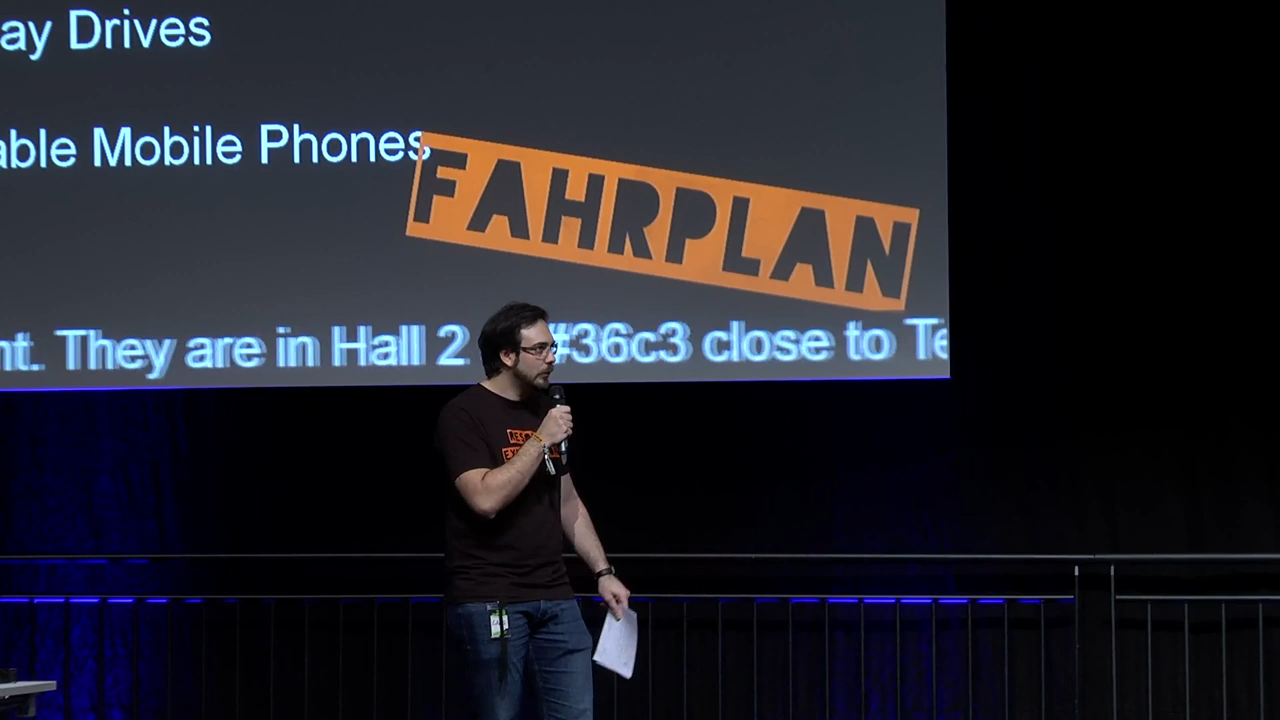 ay Drives
able Mobile Phones
FAHRPLAN
nt. They are in Hall 2 #36c3 close to Te